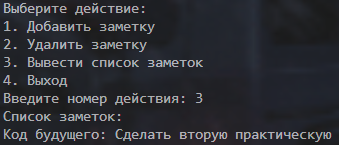 Выберите действие:
1. Добавить заметку
2. Удалить заметку
3. Вывести список заметок
4. Выход
Введите номер действия: 3
Список заметок:
Код будущего: Сделать вторую практическую